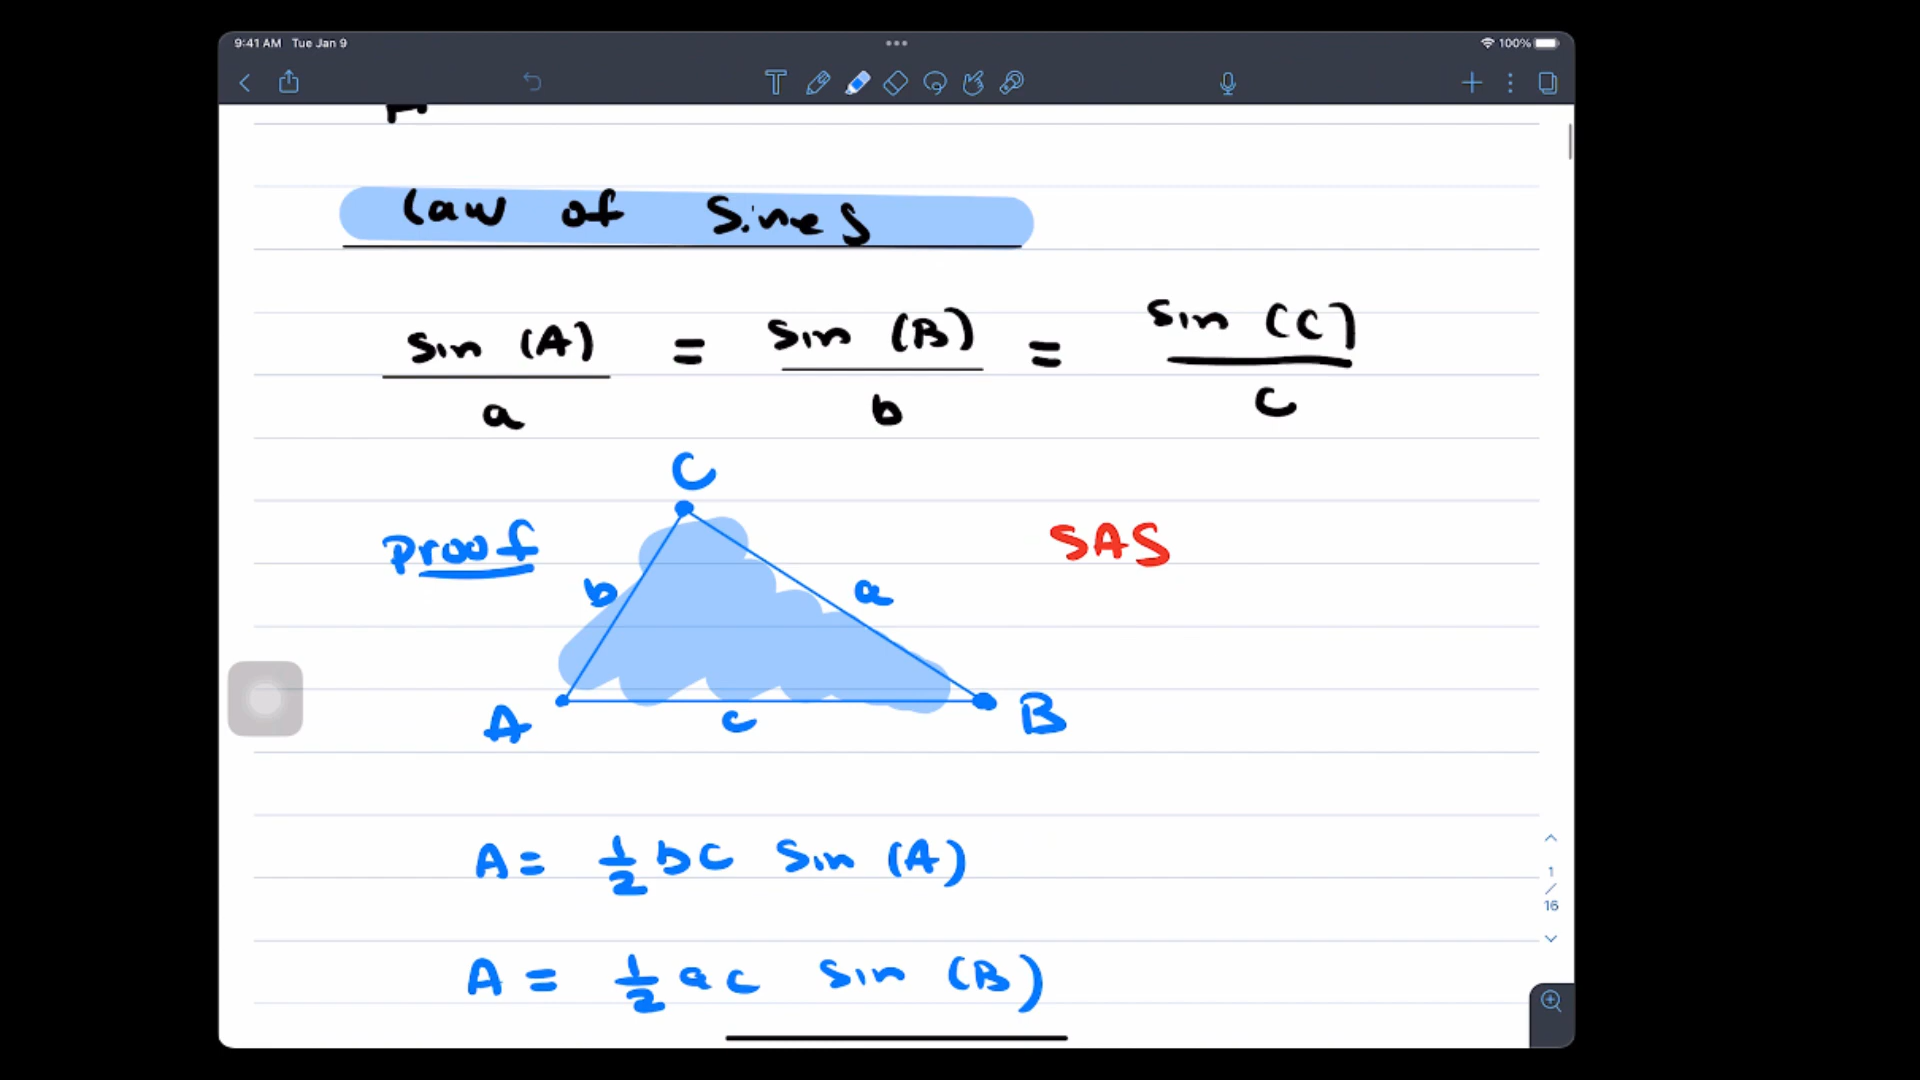 9:41 AM Tue Jan 9
100%
Law of Sines
sin (A) / a = sin (B) / b = sin (C) / c
C
Proof
SAS
b
a
A
c
B
A = 1/2 bc sin (A)
1
/
16
A = 1/2 ac sin (B)